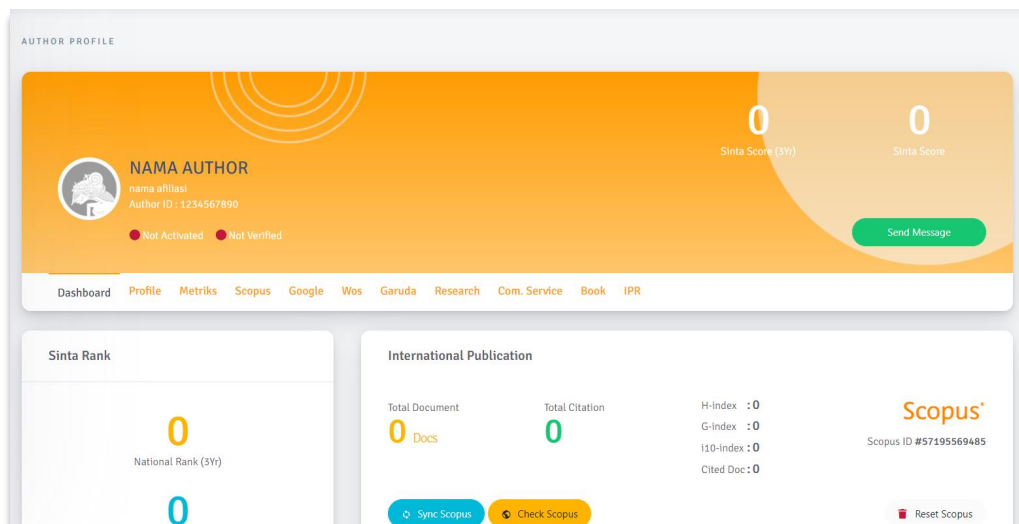 AUTHOR PROFILE
0
Sinta Score (3Yr)
0
Sinta Score
NAMA AUTHOR
nama afiliasi
Author ID : 1234567890
Not Activated Not Verified
Send Message
Dashboard Profile Metriks Scopus Google Wos Garuda Research Com. Service Book IPR
Sinta Rank
0
National Rank (3Yr)
0
International Publication
Total Document
0 Docs
Total Citation
0
H-index : 0
G-index : 0
i10-index : 0
Cited Doc : 0
Scopus®
Scopus ID #57195569485
Sync Scopus Check Scopus Reset Scopus